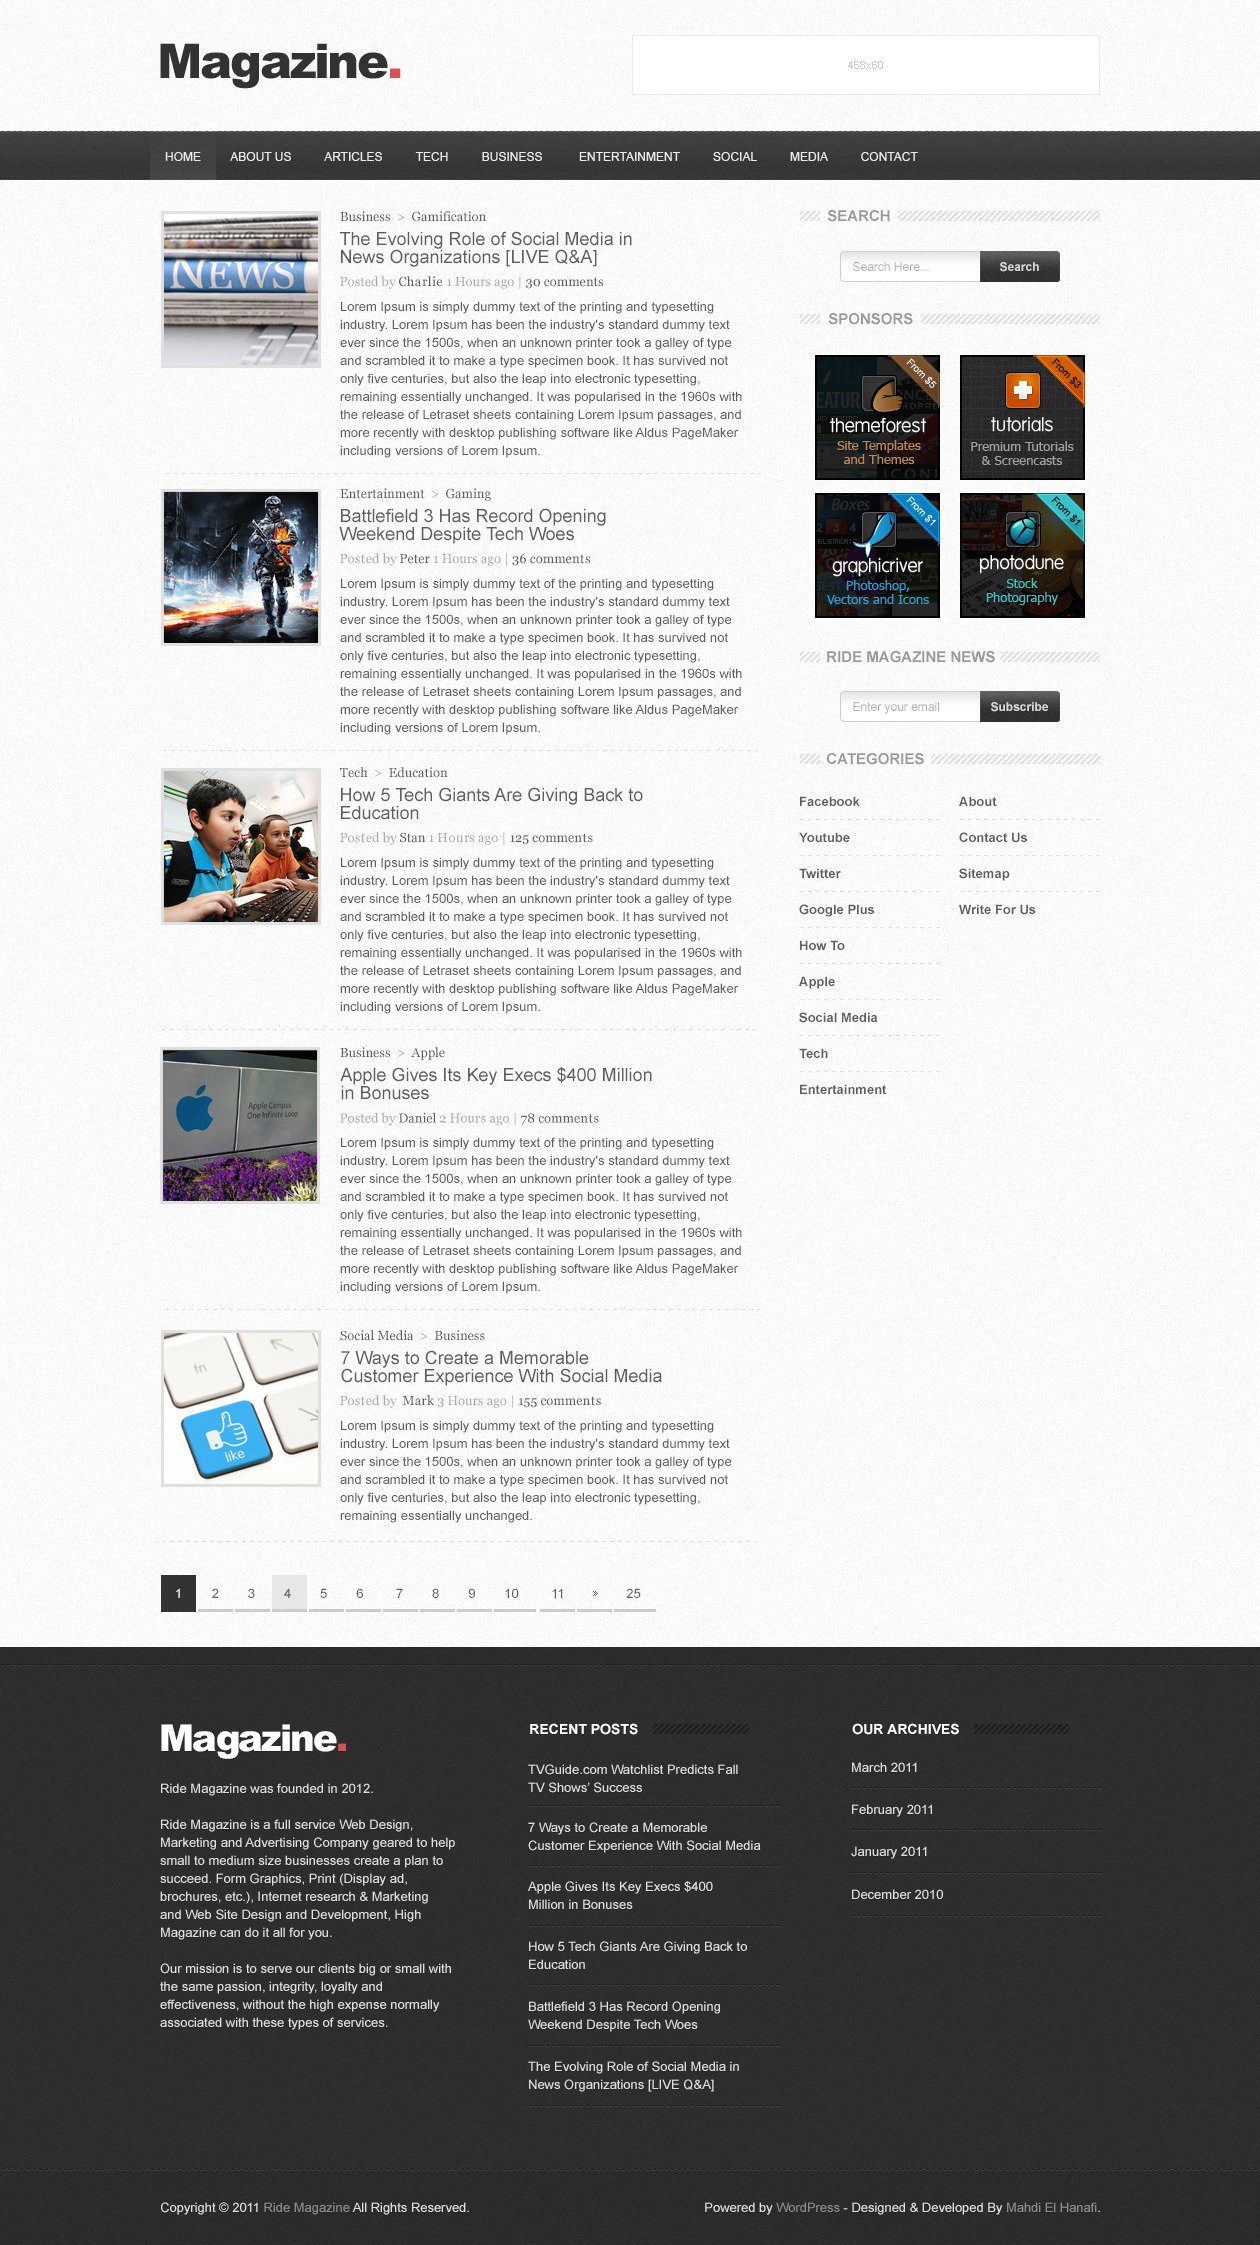 Magazine.
468x60
HOME ABOUT US ARTICLES TECH BUSINESS ENTERTAINMENT SOCIAL MEDIA CONTACT
NEWS
Business > Gamification
The Evolving Role of Social Media in
News Organizations [LIVE Q&A]
Posted by Charlie 1 Hours ago | 30 comments
Lorem Ipsum is simply dummy text of the printing and typesetting
industry. Lorem Ipsum has been the industry's standard dummy text
ever since the 1500s, when an unknown printer took a galley of type
and scrambled it to make a type specimen book. It has survived not
only five centuries, but also the leap into electronic typesetting,
remaining essentially unchanged. It was popularised in the 1960s with
the release of Letraset sheets containing Lorem Ipsum passages, and
more recently with desktop publishing software like Aldus PageMaker
including versions of Lorem Ipsum.
Entertainment > Gaming
Battlefield 3 Has Record Opening
Weekend Despite Tech Woes
Posted by Peter 1 Hours ago | 36 comments
Lorem Ipsum is simply dummy text of the printing and typesetting
industry. Lorem Ipsum has been the industry's standard dummy text
ever since the 1500s, when an unknown printer took a galley of type
and scrambled it to make a type specimen book. It has survived not
only five centuries, but also the leap into electronic typesetting,
remaining essentially unchanged. It was popularised in the 1960s with
the release of Letraset sheets containing Lorem Ipsum passages, and
more recently with desktop publishing software like Aldus PageMaker
including versions of Lorem Ipsum.
Tech > Education
How 5 Tech Giants Are Giving Back to
Education
Posted by Stan 1 Hours ago | 125 comments
Lorem Ipsum is simply dummy text of the printing and typesetting
industry. Lorem Ipsum has been the industry's standard dummy text
ever since the 1500s, when an unknown printer took a galley of type
and scrambled it to make a type specimen book. It has survived not
only five centuries, but also the leap into electronic typesetting,
remaining essentially unchanged. It was popularised in the 1960s with
the release of Letraset sheets containing Lorem Ipsum passages, and
more recently with desktop publishing software like Aldus PageMaker
including versions of Lorem Ipsum.
Apple Campus
One Infinite Loop
Business > Apple
Apple Gives Its Key Execs $400 Million
in Bonuses
Posted by Daniel 2 Hours ago | 78 comments
Lorem Ipsum is simply dummy text of the printing and typesetting
industry. Lorem Ipsum has been the industry's standard dummy text
ever since the 1500s, when an unknown printer took a galley of type
and scrambled it to make a type specimen book. It has survived not
only five centuries, but also the leap into electronic typesetting,
remaining essentially unchanged. It was popularised in the 1960s with
the release of Letraset sheets containing Lorem Ipsum passages, and
more recently with desktop publishing software like Aldus PageMaker
including versions of Lorem Ipsum.
fn
like
Social Media > Business
7 Ways to Create a Memorable
Customer Experience With Social Media
Posted by Mark 3 Hours ago | 155 comments
Lorem Ipsum is simply dummy text of the printing and typesetting
industry. Lorem Ipsum has been the industry's standard dummy text
ever since the 1500s, when an unknown printer took a galley of type
and scrambled it to make a type specimen book. It has survived not
only five centuries, but also the leap into electronic typesetting,
remaining essentially unchanged.
1 2 3 4 5 6 7 8 9 10 11 » 25
SEARCH
Search Here... Search
SPONSORS
From $5
themeforest
Site Templates
and Themes
From $3
tutorials
Premium Tutorials
& Screencasts
Boxes
From $1
graphicriver
Photoshop,
Vectors and Icons
From $1
photodune
Stock
Photography
RIDE MAGAZINE NEWS
Enter your email Subscribe
CATEGORIES
Facebook
Youtube
Twitter
Google Plus
How To
Apple
Social Media
Tech
Entertainment
About
Contact Us
Sitemap
Write For Us
Magazine.
Ride Magazine was founded in 2012.
Ride Magazine is a full service Web Design,
Marketing and Advertising Company geared to help
small to medium size businesses create a plan to
succeed. Form Graphics, Print (Display ad,
brochures, etc.), Internet research & Marketing
and Web Site Design and Development, High
Magazine can do it all for you.
Our mission is to serve our clients big or small with
the same passion, integrity, loyalty and
effectiveness, without the high expense normally
associated with these types of services.
RECENT POSTS
TVGuide.com Watchlist Predicts Fall
TV Shows' Success
7 Ways to Create a Memorable
Customer Experience With Social Media
Apple Gives Its Key Execs $400
Million in Bonuses
How 5 Tech Giants Are Giving Back to
Education
Battlefield 3 Has Record Opening
Weekend Despite Tech Woes
The Evolving Role of Social Media in
News Organizations [LIVE Q&A]
OUR ARCHIVES
March 2011
February 2011
January 2011
December 2010
Copyright © 2011 Ride Magazine All Rights Reserved.
Powered by WordPress - Designed & Developed By Mahdi El Hanafi.